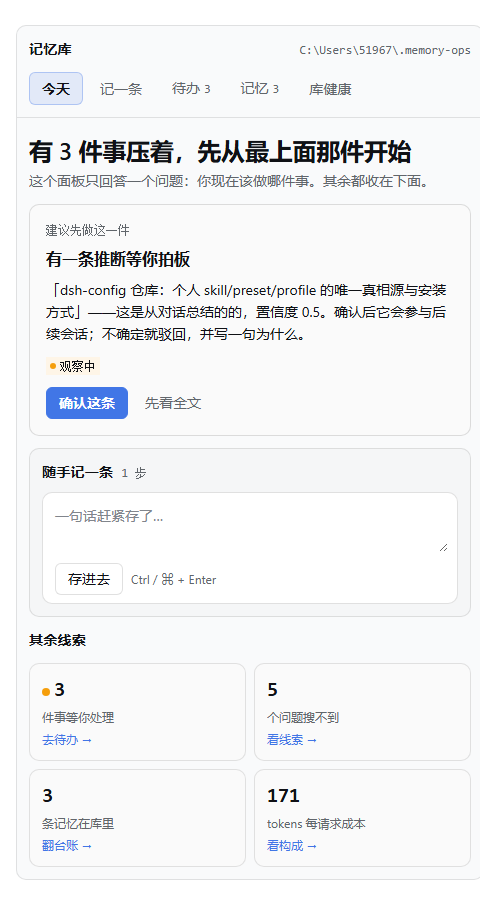 记忆库 C:\Users\51967\.memory-ops
今天 记一条 待办 3 记忆 3 库健康
有 3 件事压着，先从最上面那件开始
这个面板只回答一个问题：你现在该做哪件事。其余都收在下面。
建议先做这一件
有一条推断等你拍板
「dsh-config 仓库：个人 skill/preset/profile 的唯一真相源与安装
方式」——这是从对话总结的的，置信度 0.5。确认后它会参与后
续会话；不确定就驳回，并写一句为什么。
观察中
确认这条 先看全文
随手记一条 1 步
一句话赶紧存了...
存进去 Ctrl / ⌘ + Enter
其余线索
3
件事等你处理
去待办 →
5
个问题搜不到
看线索 →
3
条记忆在库里
翻台账 →
171
tokens 每请求成本
看构成 →